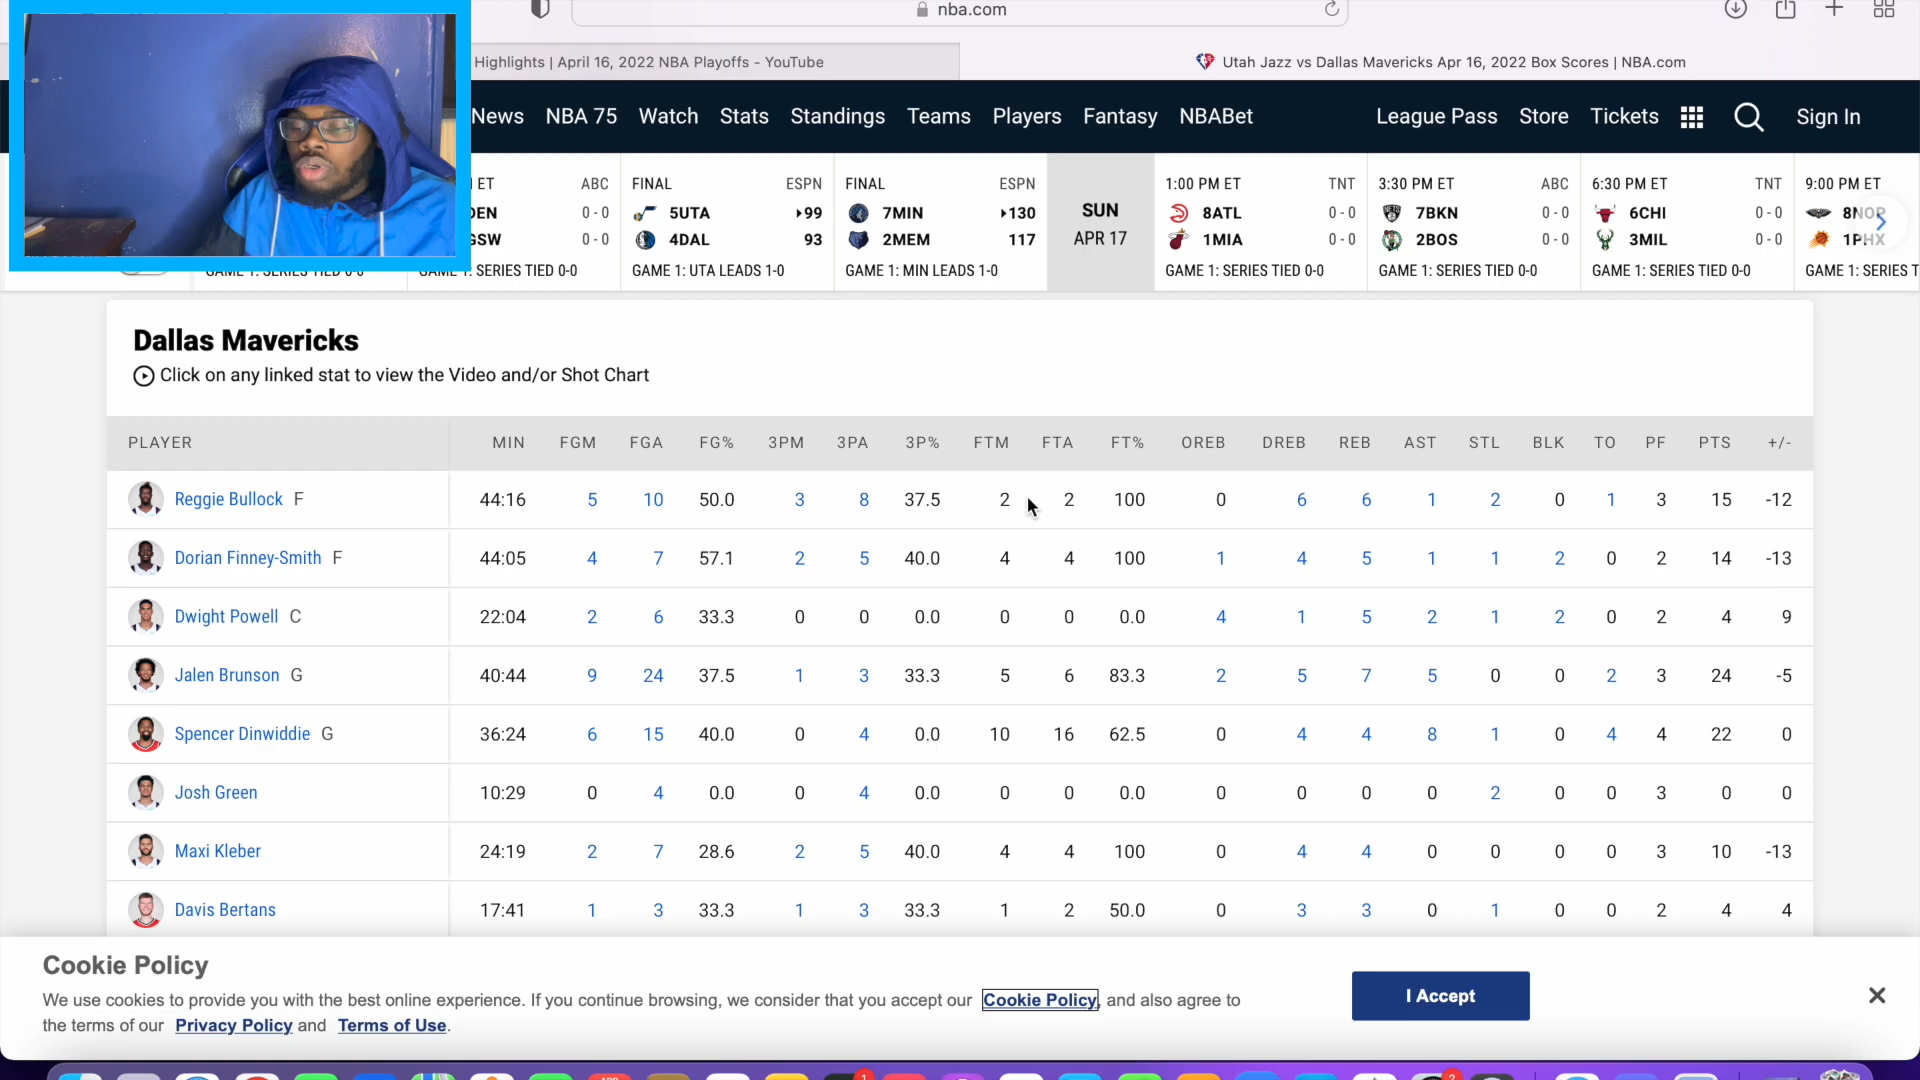 nba.com
Highlights | April 16, 2022 NBA Playoffs - YouTube
Utah Jazz vs Dallas Mavericks Apr 16, 2022 Box Scores | NBA.com
News NBA 75 Watch Stats Standings Teams Players Fantasy NBABet League Pass Store Tickets Sign In
ET ABC FINAL ESPN FINAL ESPN 1:00 PM ET TNT 3:30 PM ET ABC 6:30 PM ET TNT 9:00 PM ET
DEN 0 - 0 5UTA 99 7MIN 130 SUN 8ATL 0 - 0 7BKN 0 - 0 6CHI 0 - 0 8NOP
GSW 0 - 0 4DAL 93 2MEM 117 APR 17 1MIA 0 - 0 2BOS 0 - 0 3MIL 0 - 0 1PHX
GAME 1: SERIES TIED 0-0 GAME 1: SERIES TIED 0-0 GAME 1: UTA LEADS 1-0 GAME 1: MIN LEADS 1-0 GAME 1: SERIES TIED 0-0 GAME 1: SERIES TIED 0-0 GAME 1: SERIES TIED 0-0 GAME 1: SERIES T
Dallas Mavericks
Click on any linked stat to view the Video and/or Shot Chart
PLAYER MIN FGM FGA FG% 3PM 3PA 3P% FTM FTA FT% OREB DREB REB AST STL BLK TO PF PTS +/-
Reggie Bullock F 44:16 5 10 50.0 3 8 37.5 2 2 100 0 6 6 1 2 0 1 3 15 -12
Dorian Finney-Smith F 44:05 4 7 57.1 2 5 40.0 4 4 100 1 4 5 1 1 2 0 2 14 -13
Dwight Powell C 22:04 2 6 33.3 0 0 0.0 0 0 0.0 4 1 5 2 1 2 0 2 4 9
Jalen Brunson G 40:44 9 24 37.5 1 3 33.3 5 6 83.3 2 5 7 5 0 0 2 3 24 -5
Spencer Dinwiddie G 36:24 6 15 40.0 0 4 0.0 10 16 62.5 0 4 4 8 1 0 4 4 22 0
Josh Green 10:29 0 4 0.0 0 4 0.0 0 0 0.0 0 0 0 0 2 0 0 3 0 0
Maxi Kleber 24:19 2 7 28.6 2 5 40.0 4 4 100 0 4 4 0 0 0 0 3 10 -13
Davis Bertans 17:41 1 3 33.3 1 3 33.3 1 2 50.0 0 3 3 0 1 0 0 2 4 4
Cookie Policy
We use cookies to provide you with the best online experience. If you continue browsing, we consider that you accept our Cookie Policy, and also agree to
the terms of our Privacy Policy and Terms of Use.
I Accept